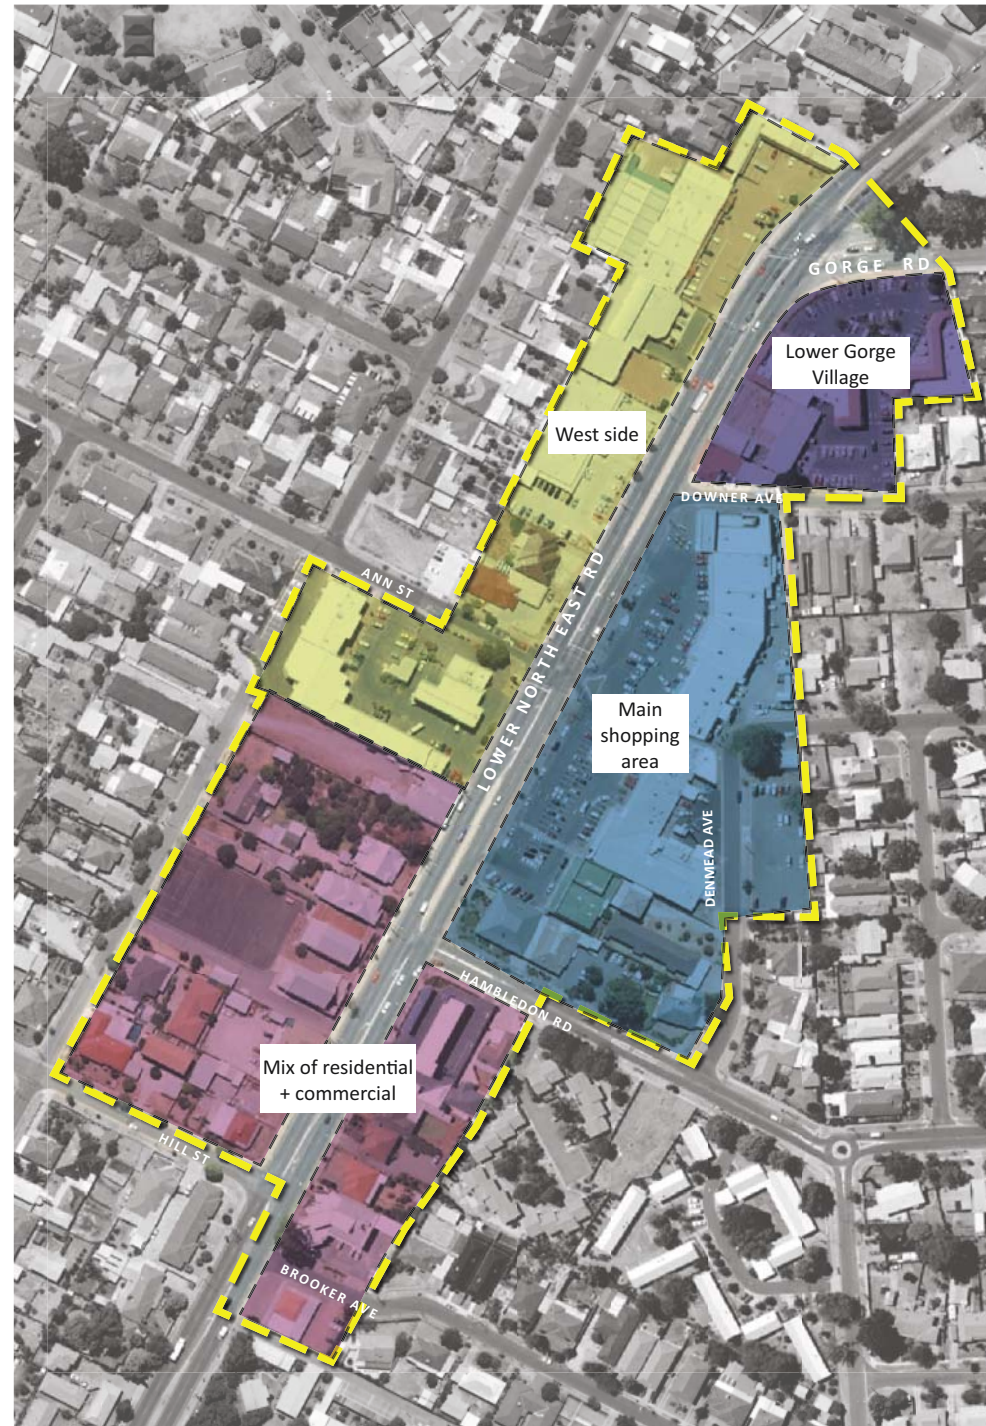 GORGE RD
Lower Gorge
Village
West side
DOWNER AVE
ANN ST
LOWER NORTH EAST RD
Main
shopping
area
DENMEAD AVE
HAMBLEDON RD
Mix of residential
+ commercial
HILL ST
BROOKER AVE